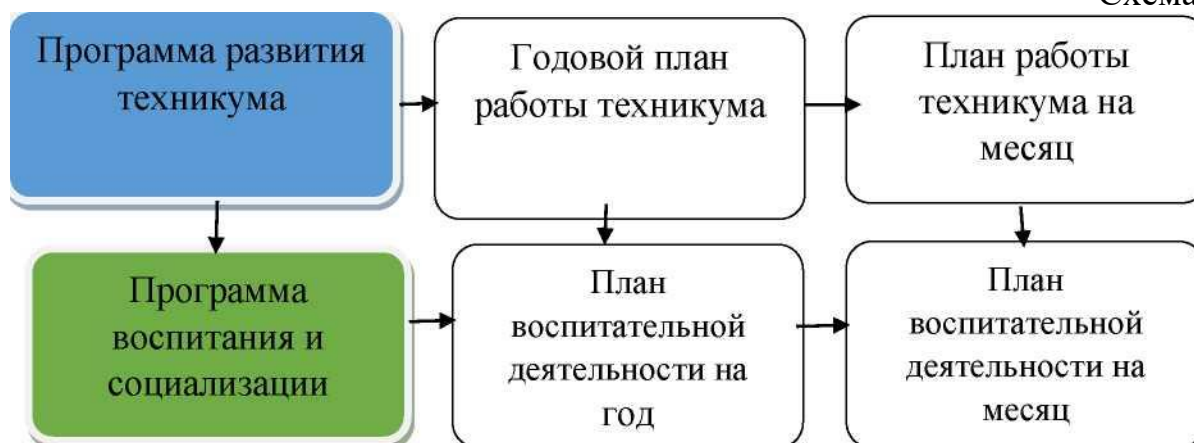 Схема
Программа развития
техникума
Годовой план
работы техникума
План работы
техникума на
месяц
Программа
воспитания и
социализации
План
воспитательной
деятельности на
год
План
воспитательной
деятельности на
месяц